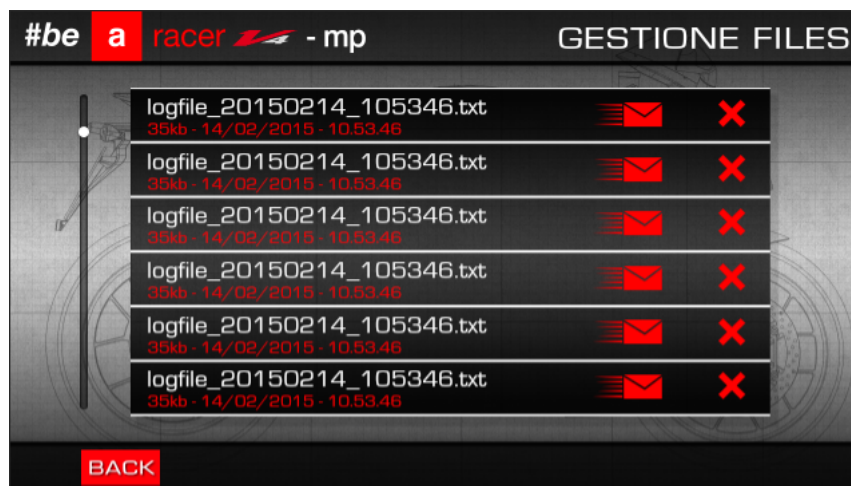 #be a racer V4 - mp
GESTIONE FILES
logfile_20150214_105346.txt
35kb - 14/02/2015 - 10.53.46
logfile_20150214_105346.txt
35kb - 14/02/2015 - 10.53.46
logfile_20150214_105346.txt
35kb - 14/02/2015 - 10.53.46
logfile_20150214_105346.txt
35kb - 14/02/2015 - 10.53.46
logfile_20150214_105346.txt
35kb - 14/02/2015 - 10.53.46
logfile_20150214_105346.txt
35kb - 14/02/2015 - 10.53.46
BACK